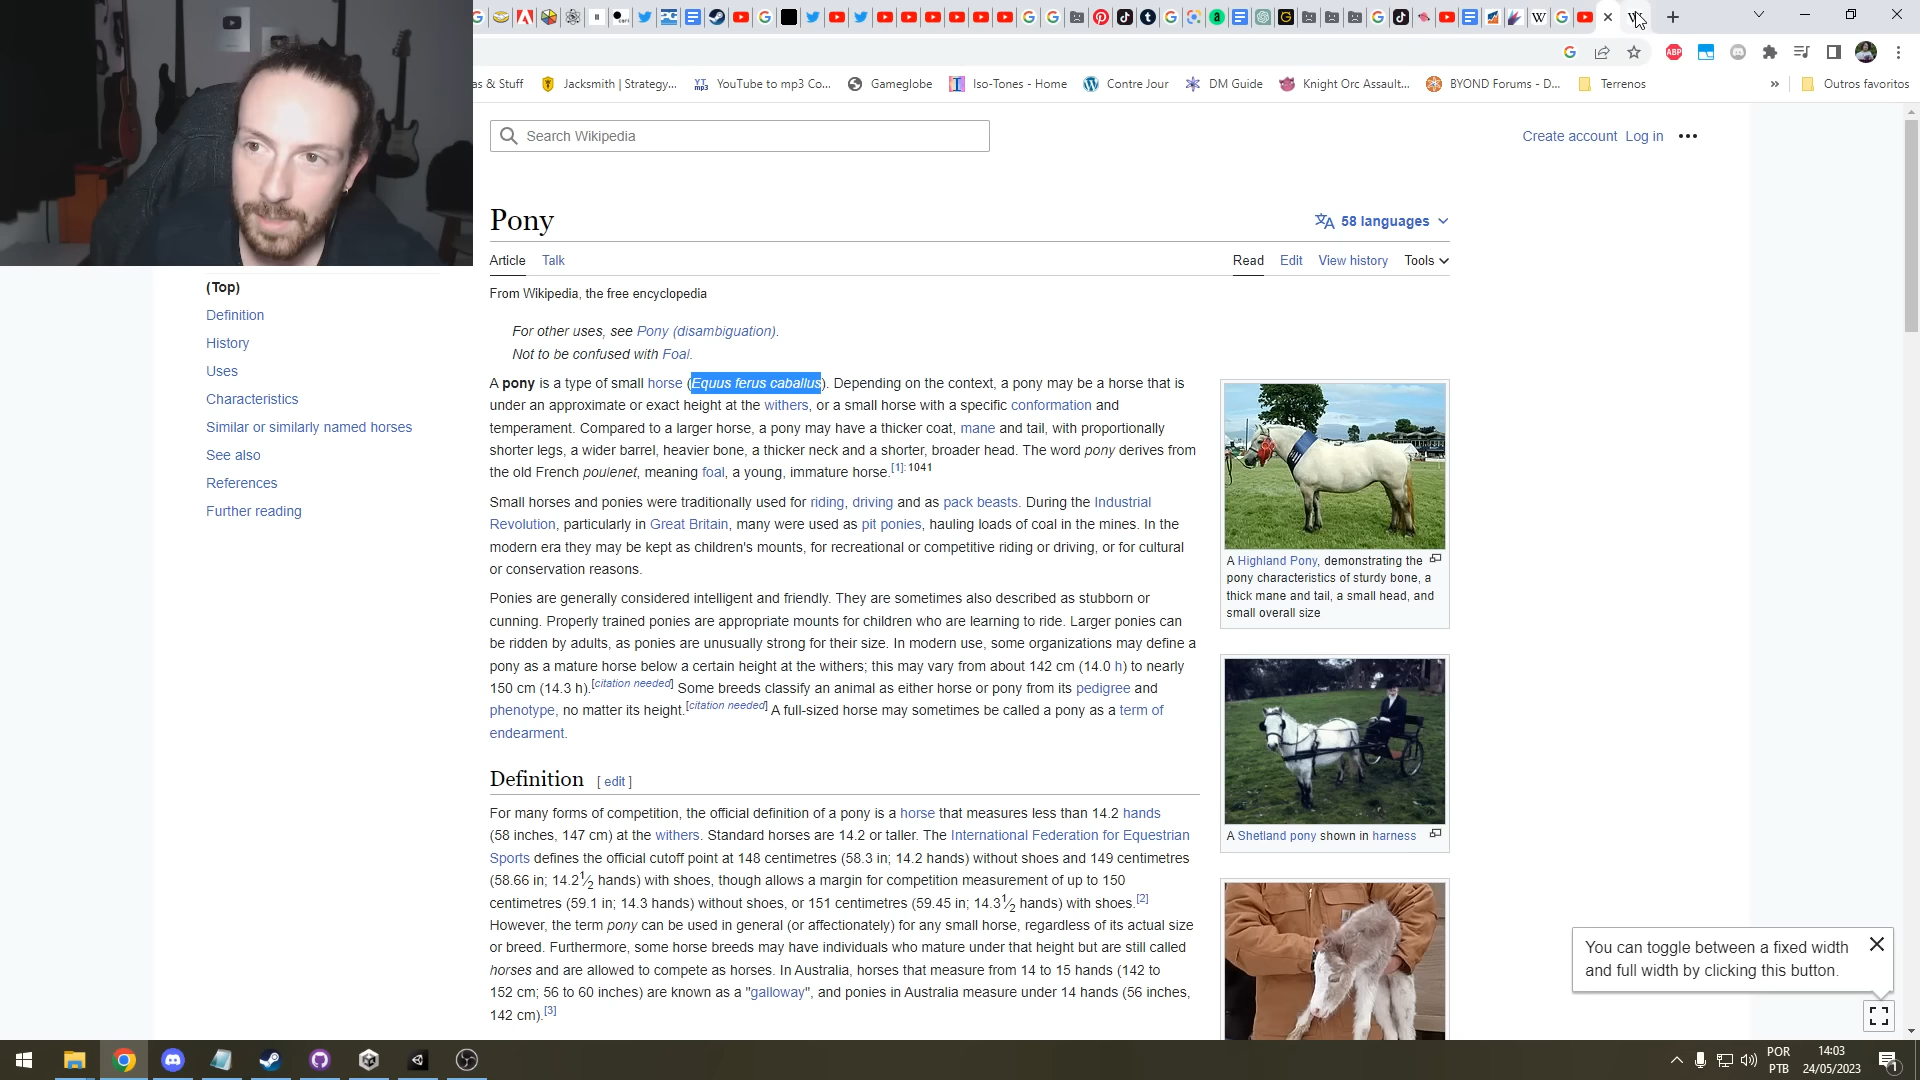 as & Stuff
Jacksmith | Strategy...
YouTube to mp3 Co...
Gameglobe
Iso-Tones - Home
Contre Jour
DM Guide
Knight Orc Assault...
BYOND Forums - D...
Terrenos
»
Outros favoritos
Search Wikipedia
Create account Log in
Pony
58 languages
Article Talk
Read Edit View history Tools
From Wikipedia, the free encyclopedia
(Top)
Definition
History
Uses
Characteristics
Similar or similarly named horses
See also
References
Further reading
For other uses, see Pony (disambiguation).
Not to be confused with Foal.
A pony is a type of small horse (Equus ferus caballus). Depending on the context, a pony may be a horse that is
under an approximate or exact height at the withers, or a small horse with a specific conformation and
temperament. Compared to a larger horse, a pony may have a thicker coat, mane and tail, with proportionally
shorter legs, a wider barrel, heavier bone, a thicker neck and a shorter, broader head. The word pony derives from
the old French poulenet, meaning foal, a young, immature horse.[1]:1041
Small horses and ponies were traditionally used for riding, driving and as pack beasts. During the Industrial
Revolution, particularly in Great Britain, many were used as pit ponies, hauling loads of coal in the mines. In the
modern era they may be kept as children's mounts, for recreational or competitive riding or driving, or for cultural
or conservation reasons.
Ponies are generally considered intelligent and friendly. They are sometimes also described as stubborn or
cunning. Properly trained ponies are appropriate mounts for children who are learning to ride. Larger ponies can
be ridden by adults, as ponies are unusually strong for their size. In modern use, some organizations may define a
pony as a mature horse below a certain height at the withers; this may vary from about 142 cm (14.0 h) to nearly
150 cm (14.3 h).[citation needed] Some breeds classify an animal as either horse or pony from its pedigree and
phenotype, no matter its height.[citation needed] A full-sized horse may sometimes be called a pony as a term of
endearment.
A Highland Pony, demonstrating the
pony characteristics of sturdy bone, a
thick mane and tail, a small head, and
small overall size
A Shetland pony shown in harness
Definition [ edit ]
For many forms of competition, the official definition of a pony is a horse that measures less than 14.2 hands
(58 inches, 147 cm) at the withers. Standard horses are 14.2 or taller. The International Federation for Equestrian
Sports defines the official cutoff point at 148 centimetres (58.3 in; 14.2 hands) without shoes and 149 centimetres
(58.66 in; 14.2½ hands) with shoes, though allows a margin for competition measurement of up to 150
centimetres (59.1 in; 14.3 hands) without shoes, or 151 centimetres (59.45 in; 14.3½ hands) with shoes.[2]
However, the term pony can be used in general (or affectionately) for any small horse, regardless of its actual size
or breed. Furthermore, some horse breeds may have individuals who mature under that height but are still called
horses and are allowed to compete as horses. In Australia, horses that measure from 14 to 15 hands (142 to
152 cm; 56 to 60 inches) are known as a "galloway", and ponies in Australia measure under 14 hands (56 inches,
142 cm).[3]
You can toggle between a fixed width
and full width by clicking this button.
POR
PTB
14:03
24/05/2023
1